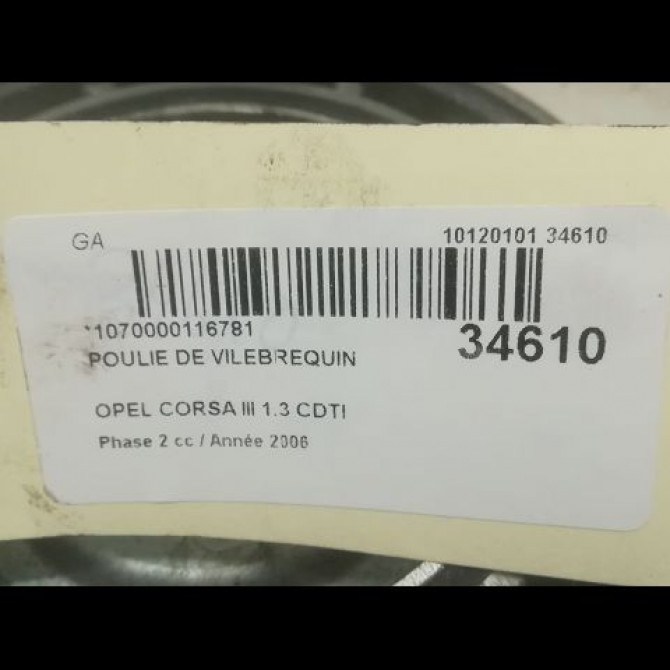 GA 10120101 34610
*1070000116781 34610
POULIE DE VILEBREQUIN
OPEL CORSA III 1.3 CDTI
Phase 2 cc / Année 2006